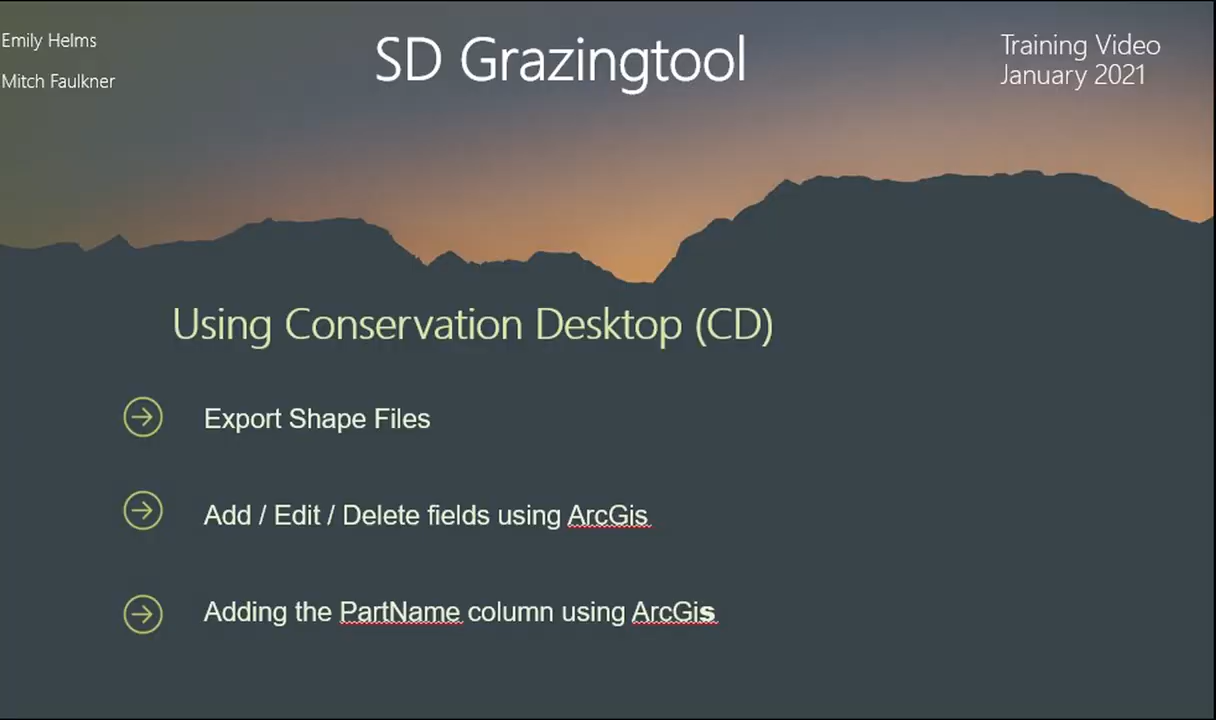 Emily Helms
Mitch Faulkner
SD Grazingtool
Training Video
January 2021
Using Conservation Desktop (CD)
Export Shape Files
Add / Edit / Delete fields using ArcGis
Adding the PartName column using ArcGis